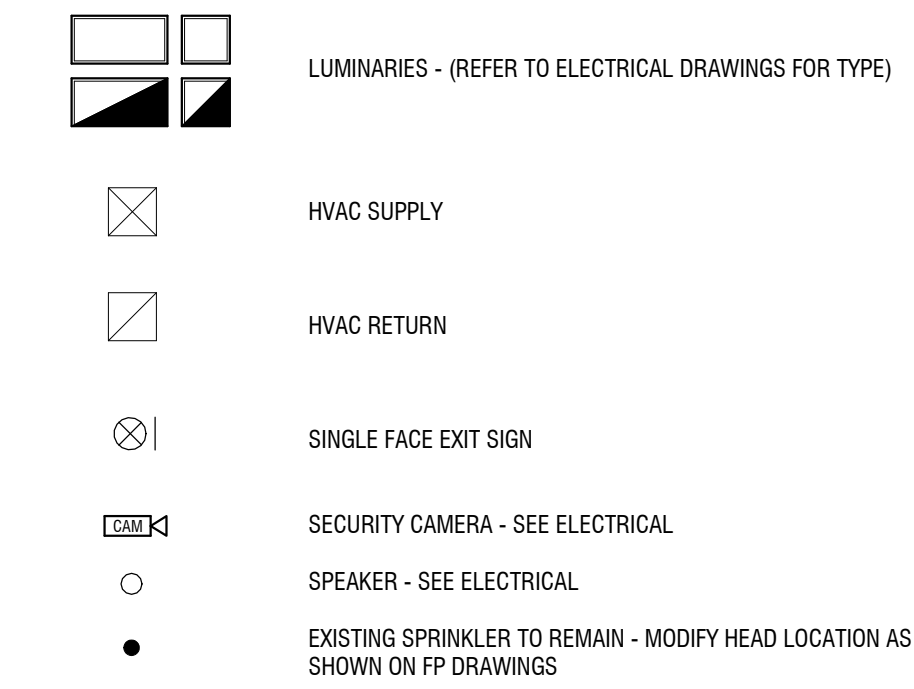 LUMINARIES - (REFER TO ELECTRICAL DRAWINGS FOR TYPE)
HVAC SUPPLY
HVAC RETURN
SINGLE FACE EXIT SIGN
CAM SECURITY CAMERA - SEE ELECTRICAL
SPEAKER - SEE ELECTRICAL
EXISTING SPRINKLER TO REMAIN - MODIFY HEAD LOCATION AS
SHOWN ON FP DRAWINGS